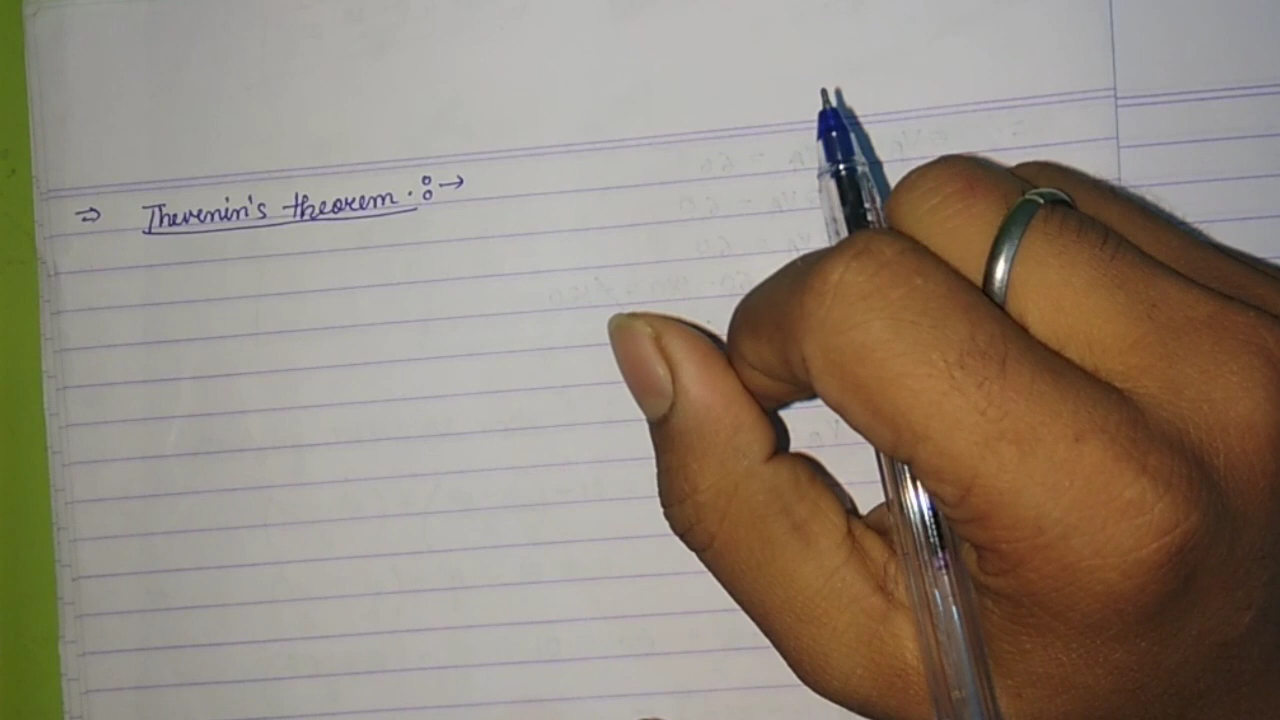 ⇒ Thevenin's theorem :→